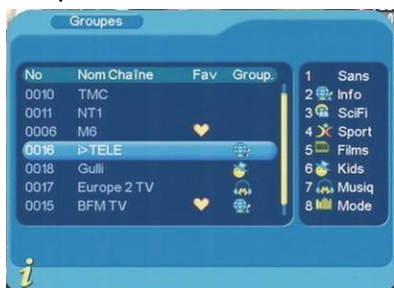 Groupes
No Nom Chaîne Fav Group.
0010 TMC
0011 NT1
0006 M6
0016 i>TELE
0018 Gulli
0017 Europe 2 TV
0015 BFM TV
1 Sans
2 Info
3 SciFi
4 Sport
5 Films
6 Kids
7 Musiq
8 Mode
i